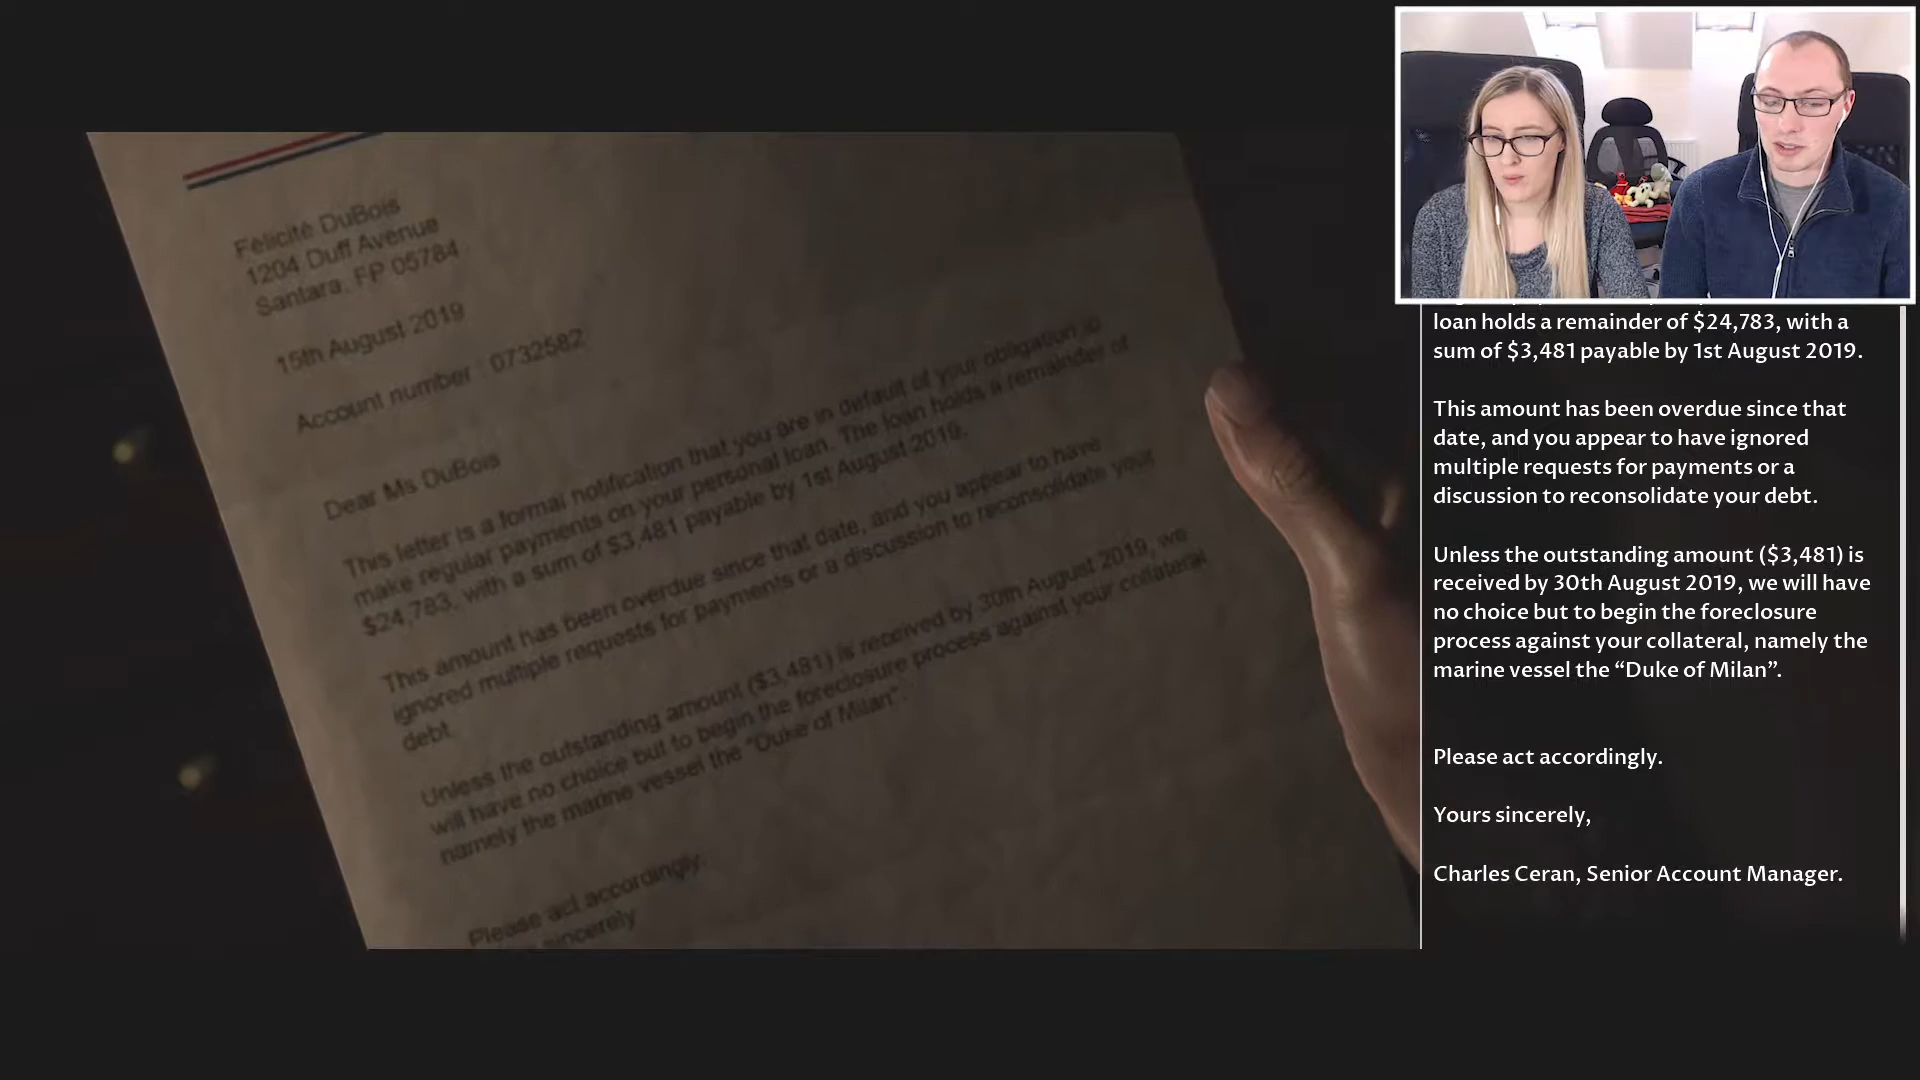 Félicité DuBois
1204 Duff Avenue
Santara, FP 05784
15th August 2019
Account number : 0732582
Dear Ms DuBois
This letter is a formal notification that you are in default of your obligation to
make regular payments on your personal loan. The loan holds a remainder of
$24,783, with a sum of $3,481 payable by 1st August 2019.
This amount has been overdue since that date, and you appear to have
ignored multiple requests for payments or a discussion to reconsolidate your
debt.
Unless the outstanding amount ($3,481) is received by 30th August 2019, we
will have no choice but to begin the foreclosure process against your collateral
namely the marine vessel the "Duke of Milan".
Please act accordingly.
sincerely
loan holds a remainder of $24,783, with a
sum of $3,481 payable by 1st August 2019.
This amount has been overdue since that
date, and you appear to have ignored
multiple requests for payments or a
discussion to reconsolidate your debt.
Unless the outstanding amount ($3,481) is
received by 30th August 2019, we will have
no choice but to begin the foreclosure
process against your collateral, namely the
marine vessel the “Duke of Milan”.
Please act accordingly.
Yours sincerely,
Charles Ceran, Senior Account Manager.